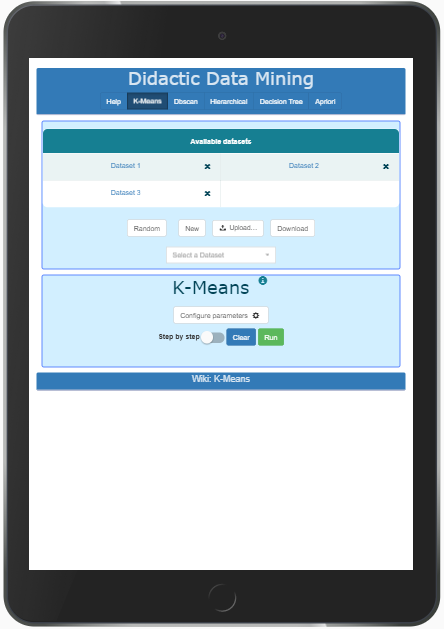 Didactic Data Mining
Help K-Means Dbscan Hierarchical Decision Tree Apriori
Available datasets
Dataset 1 Dataset 2
Dataset 3
Random New Upload... Download
Select a Dataset
K-Means
Configure parameters
Step by step Clear Run
Wiki: K-Means